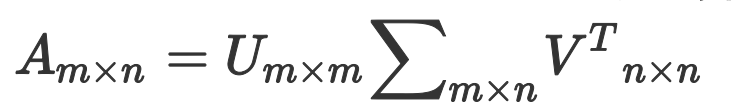 A_{m×n} = U_{m×m} ∑_{m×n} V^T_{n×n}